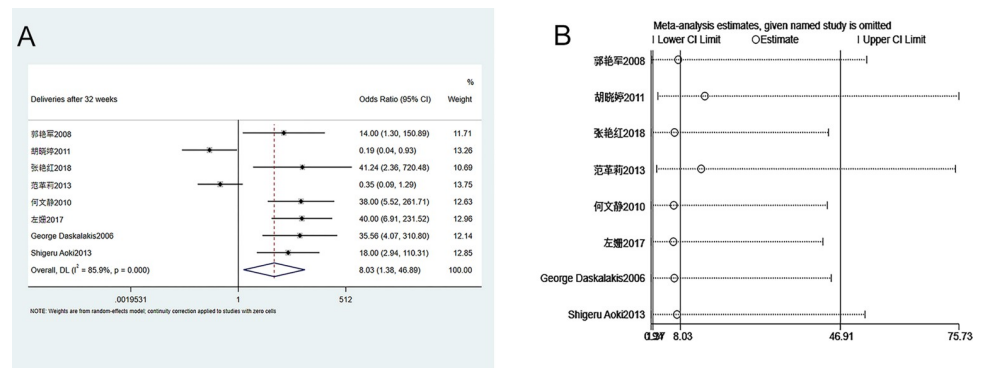 A
%
Deliveries after 32 weeks Odds Ratio (95% CI) Weight
郭艳军2008 14.00 (1.30, 150.89) 11.71
胡晓婷2011 0.19 (0.04, 0.93) 13.26
张艳红2018 41.24 (2.36, 720.48) 10.69
范革莉2013 0.35 (0.09, 1.29) 13.75
何文静2010 38.00 (5.52, 261.71) 12.63
左姗2017 40.00 (6.91, 231.52) 12.96
George Daskalakis2006 35.56 (4.07, 310.80) 12.14
Shigeru Aoki2013 18.00 (2.94, 110.31) 12.85
Overall, DL (I² = 85.9%, p = 0.000) 8.03 (1.38, 46.89) 100.00
.0019531 1 512
NOTE: Weights are from random-effects model; continuity correction applied to studies with zero cells
B
Meta-analysis estimates, given named study is omitted
Lower CI Limit Estimate Upper CI Limit
郭艳军2008
胡晓婷2011
张艳红2018
范革莉2013
何文静2010
左姗2017
George Daskalakis2006
Shigeru Aoki2013
8.03 46.91 75.73